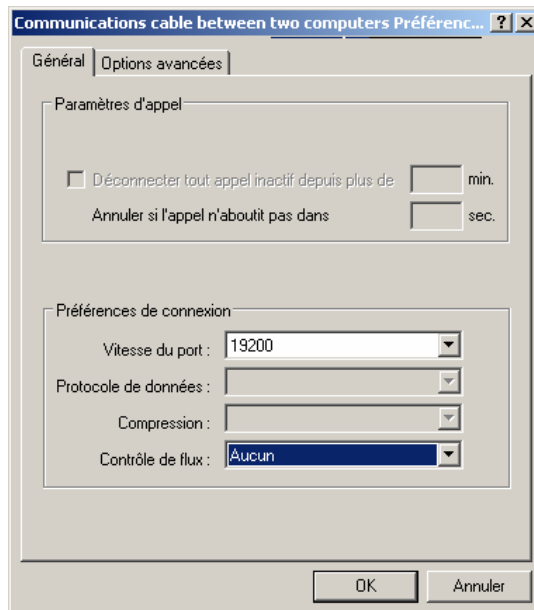 Communications cable between two computers Préférenc...
Général Options avancées
Paramètres d'appel
Déconnecter tout appel inactif depuis plus de min.
Annuler si l'appel n'aboutit pas dans sec.
Préférences de connexion
Vitesse du port : 19200
Protocole de données :
Compression :
Contrôle de flux : Aucun
OK Annuler